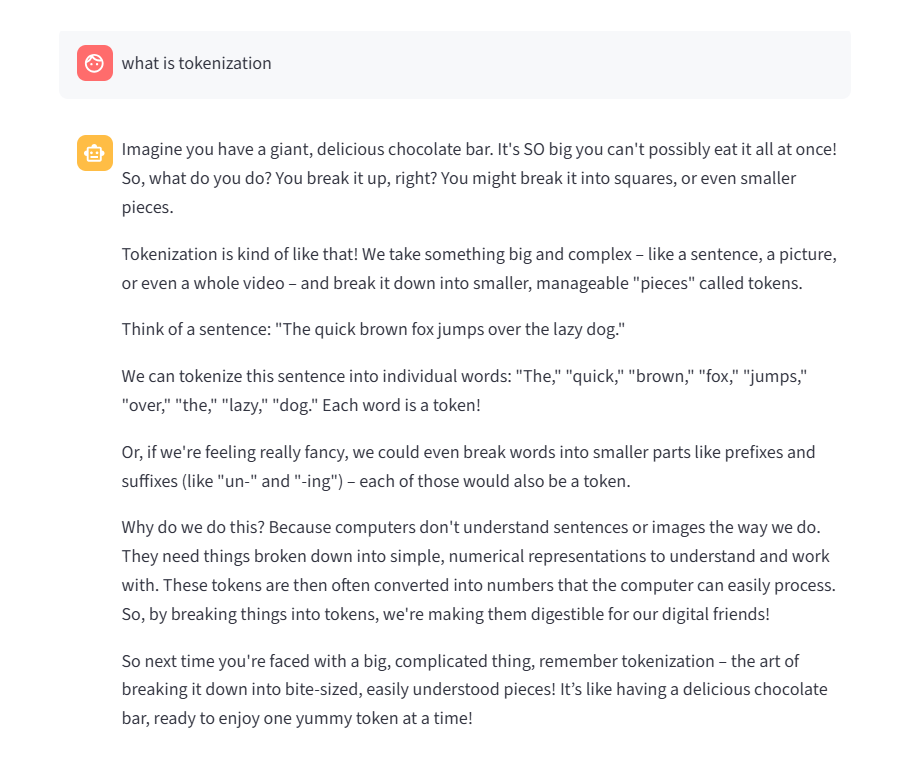 what is tokenization
Imagine you have a giant, delicious chocolate bar. It's SO big you can't possibly eat it all at once!
So, what do you do? You break it up, right? You might break it into squares, or even smaller
pieces.
Tokenization is kind of like that! We take something big and complex – like a sentence, a picture,
or even a whole video – and break it down into smaller, manageable "pieces" called tokens.
Think of a sentence: "The quick brown fox jumps over the lazy dog."
We can tokenize this sentence into individual words: "The," "quick," "brown," "fox," "jumps,"
"over," "the," "lazy," "dog." Each word is a token!
Or, if we're feeling really fancy, we could even break words into smaller parts like prefixes and
suffixes (like "un-" and "-ing") – each of those would also be a token.
Why do we do this? Because computers don't understand sentences or images the way we do.
They need things broken down into simple, numerical representations to understand and work
with. These tokens are then often converted into numbers that the computer can easily process.
So, by breaking things into tokens, we're making them digestible for our digital friends!
So next time you're faced with a big, complicated thing, remember tokenization – the art of
breaking it down into bite-sized, easily understood pieces! It’s like having a delicious chocolate
bar, ready to enjoy one yummy token at a time!